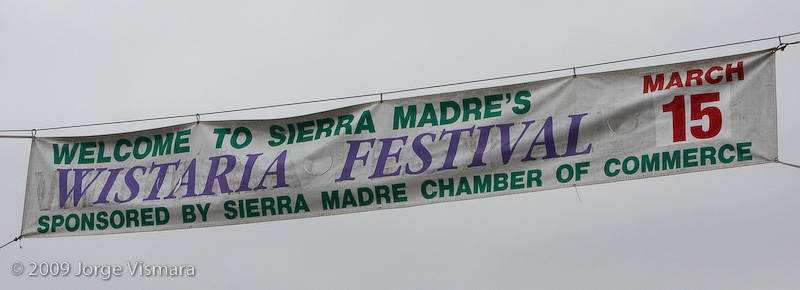 WELCOME TO SIERRA MADRE'S
MARCH
15
WISTARIA FESTIVAL
SPONSORED BY SIERRA MADRE CHAMBER OF COMMERCE
© 2009 Jorge Vismara